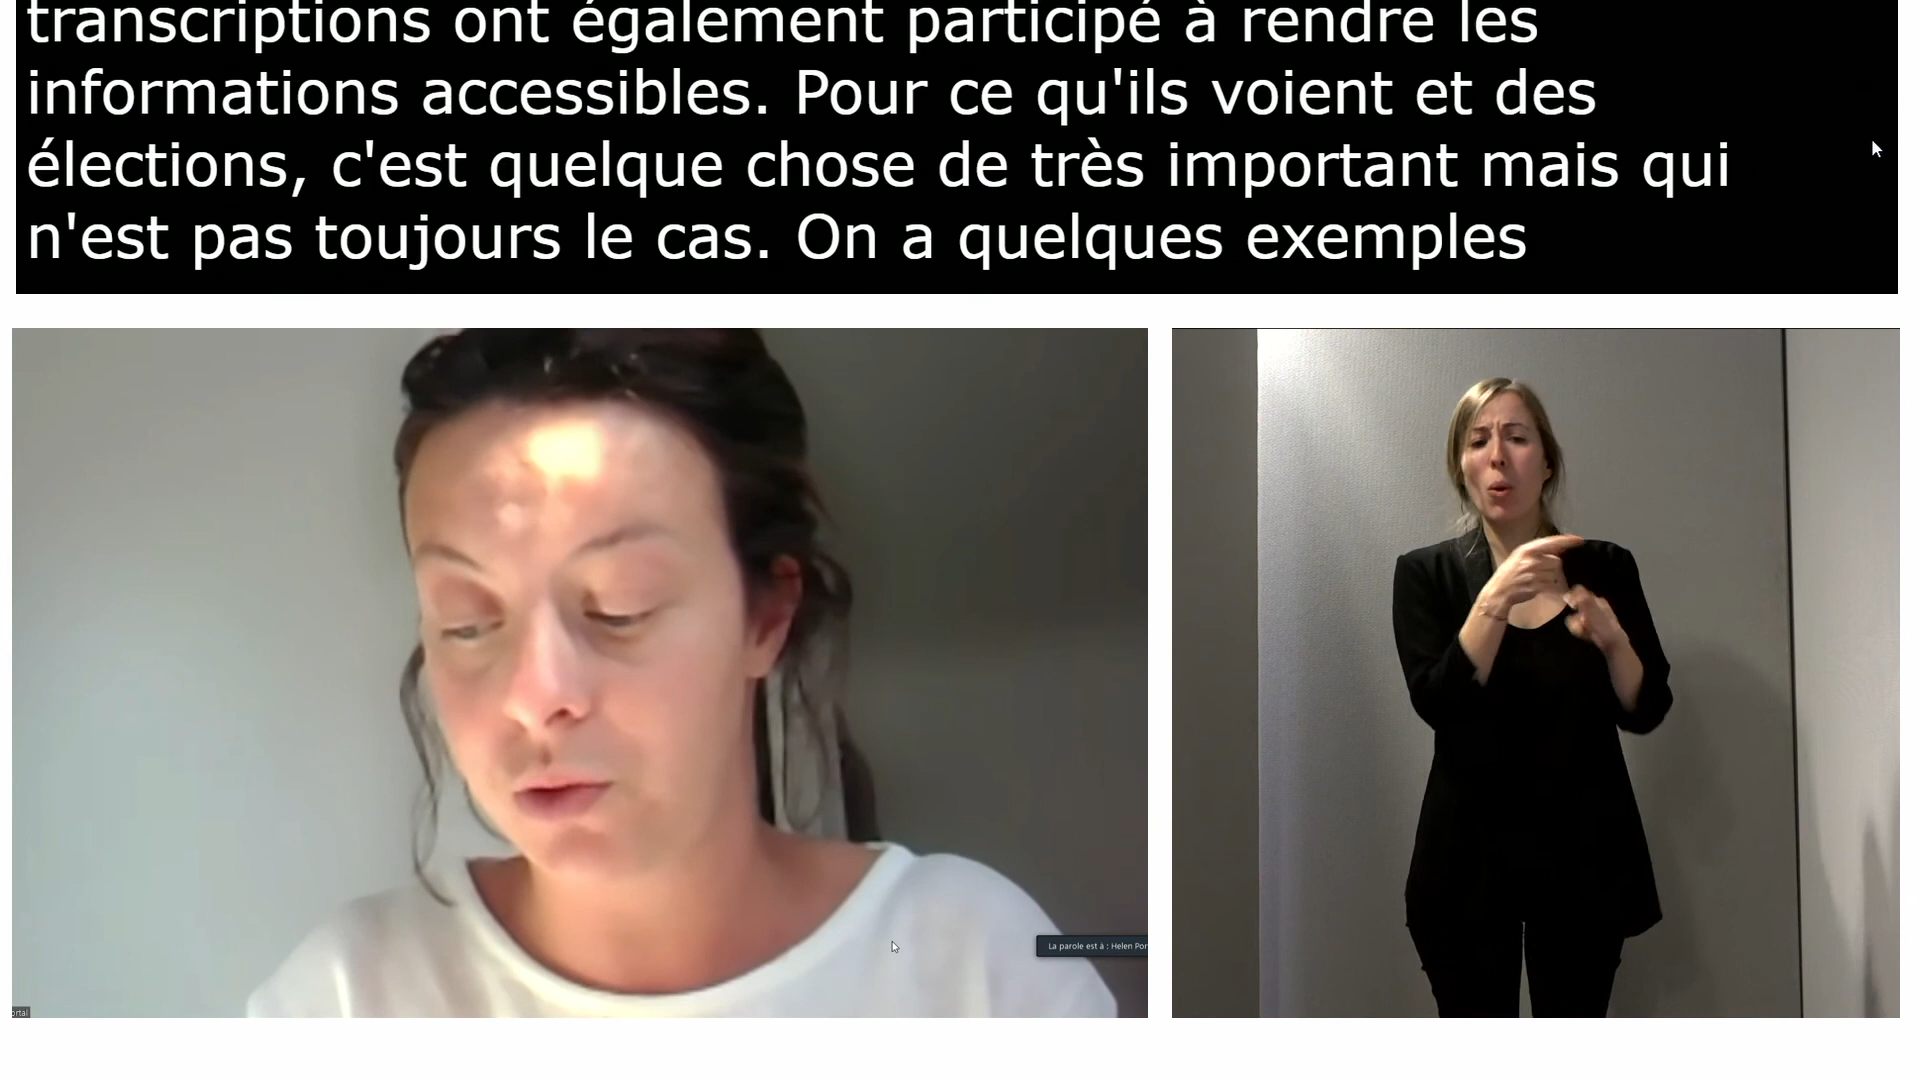 transcriptions ont également participé à rendre les
informations accessibles. Pour ce qu'ils voient et des
élections, c'est quelque chose de très important mais qui
n'est pas toujours le cas. On a quelques exemples
La parole est à : Helen Por
ortal